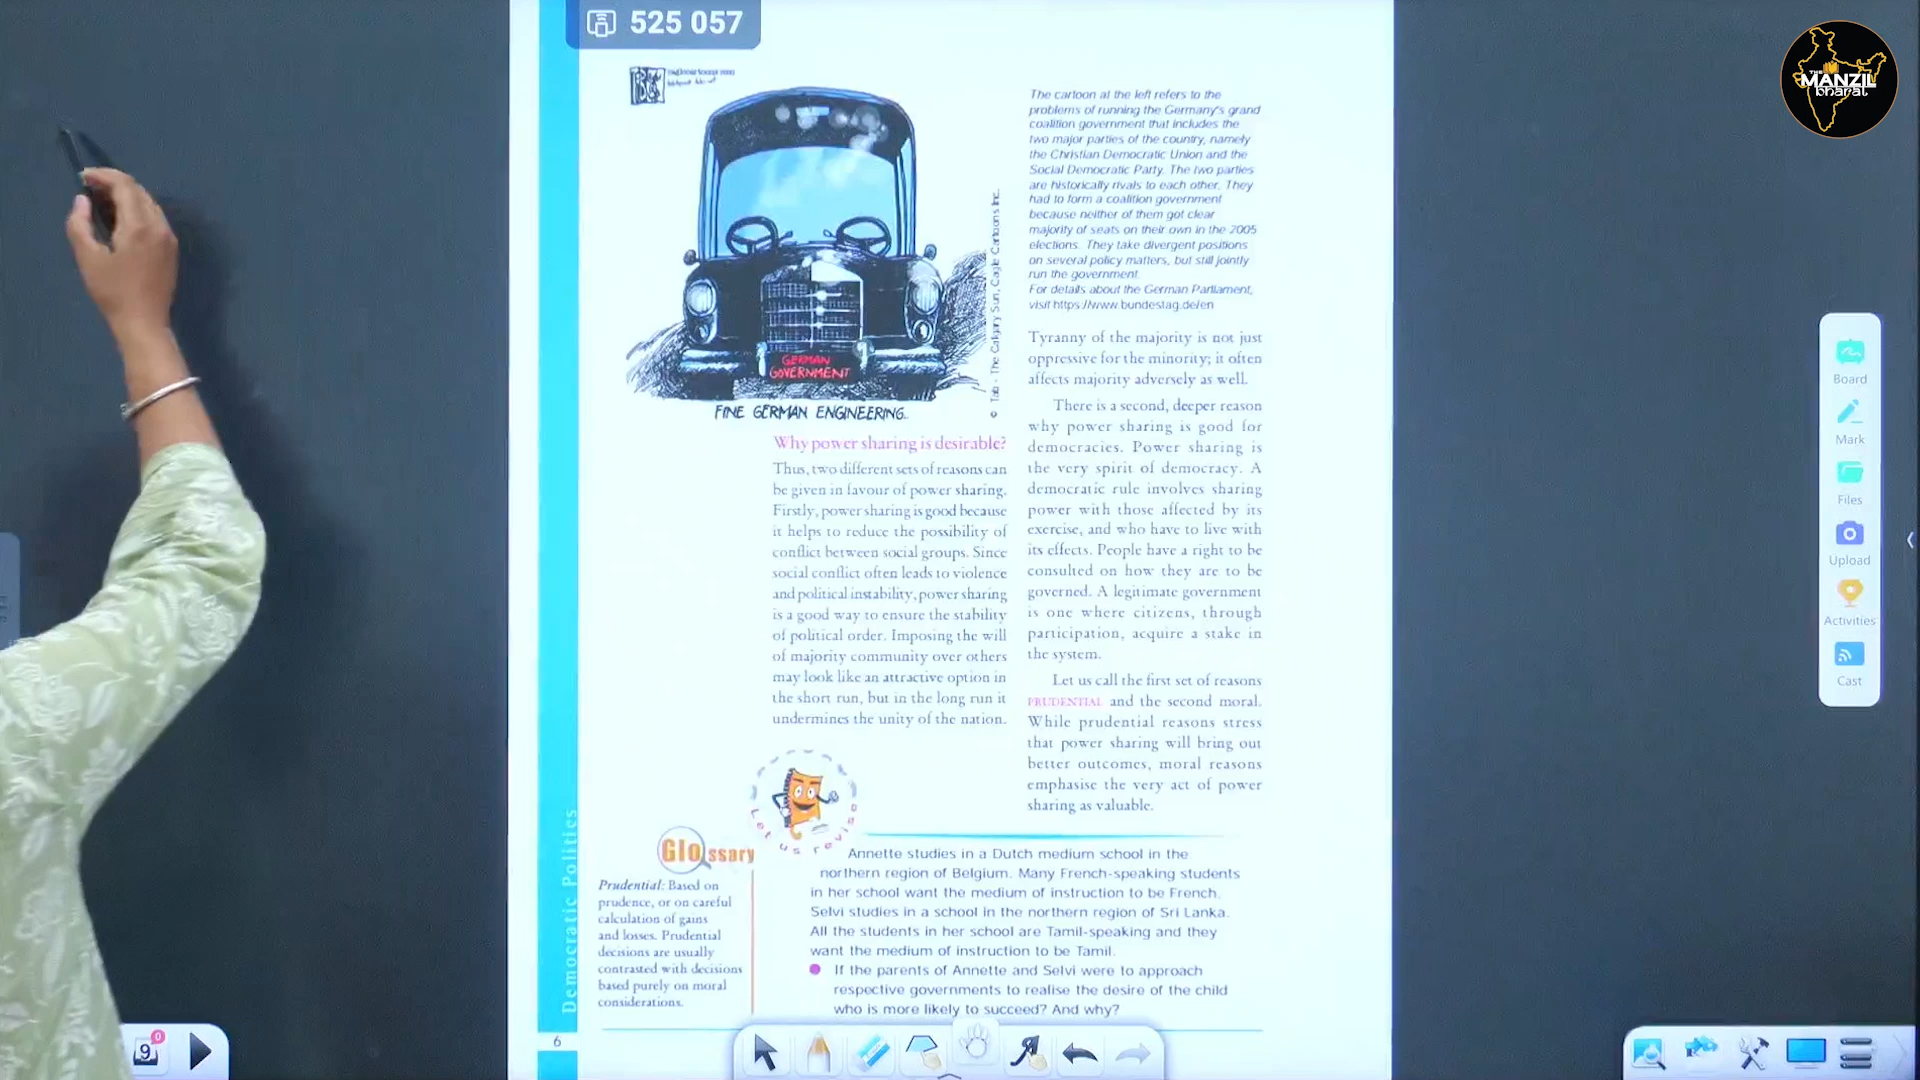 525 057
THE
MANZIL
bharat
The cartoon at the left refers to the
problems of running the Germany's grand
coalition government that includes the
two major parties of the country, namely
the Christian Democratic Union and the
Social Democratic Party. The two parties
are historically rivals to each other. They
had to form a coalition government
because neither of them got clear
majority of seats on their own in the 2005
elections. They take divergent positions
on several policy matters, but still jointly
run the government.
For details about the German Parliament,
visit https://www.bundestag.de/en
© Tab - The Calgary Sun, Cagle Cartoons Inc.
GERMAN
GOVERNMENT
FINE GERMAN ENGINEERING..
Why power sharing is desirable?
Thus, two different sets of reasons can
be given in favour of power sharing.
Firstly, power sharing is good because
it helps to reduce the possibility of
conflict between social groups. Since
social conflict often leads to violence
and political instability, power sharing
is a good way to ensure the stability
of political order. Imposing the will
of majority community over others
may look like an attractive option in
the short run, but in the long run it
undermines the unity of the nation.
Tyranny of the majority is not just
oppressive for the minority; it often
affects majority adversely as well.
There is a second, deeper reason
why power sharing is good for
democracies. Power sharing is
the very spirit of democracy. A
democratic rule involves sharing
power with those affected by its
exercise, and who have to live with
its effects. People have a right to be
consulted on how they are to be
governed. A legitimate government
is one where citizens, through
participation, acquire a stake in
the system.
Let us call the first set of reasons
PRUDENTIAL and the second moral.
While prudential reasons stress
that power sharing will bring out
better outcomes, moral reasons
emphasise the very act of power
sharing as valuable.
Let us revise
Glossary
Prudential: Based on
prudence, or on careful
calculation of gains
and losses. Prudential
decisions are usually
contrasted with decisions
based purely on moral
considerations.
Annette studies in a Dutch medium school in the
northern region of Belgium. Many French-speaking students
in her school want the medium of instruction to be French.
Selvi studies in a school in the northern region of Sri Lanka.
All the students in her school are Tamil-speaking and they
want the medium of instruction to be Tamil.
If the parents of Annette and Selvi were to approach
respective governments to realise the desire of the child
who is more likely to succeed? And why?
Democratic Politics
6
Board
Mark
Files
Upload
Activities
Cast
9
0